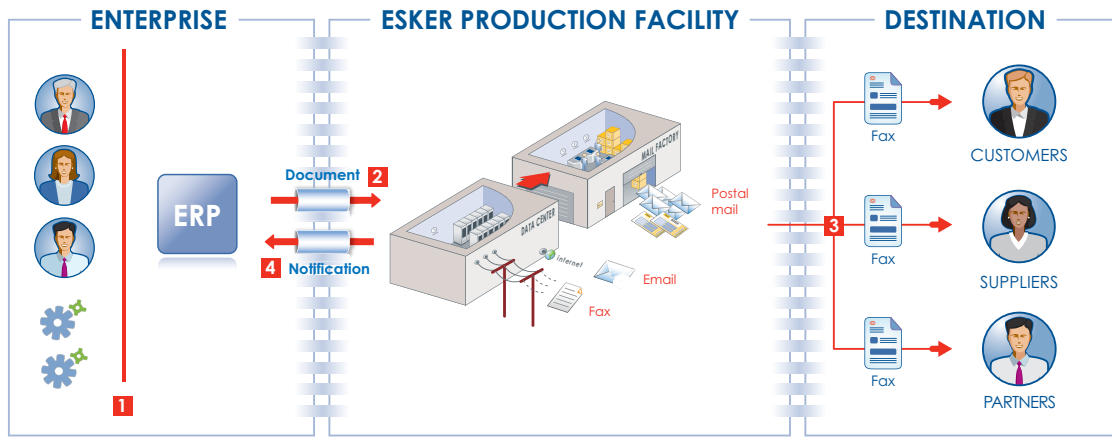 ENTERPRISE
ESKER PRODUCTION FACILITY
DESTINATION
1
ERP
Document 2
4 Notification
MAIL FACTORY
DATA CENTER
Internet
Postal
mail
Email
Fax
3
Fax
CUSTOMERS
Fax
SUPPLIERS
Fax
PARTNERS